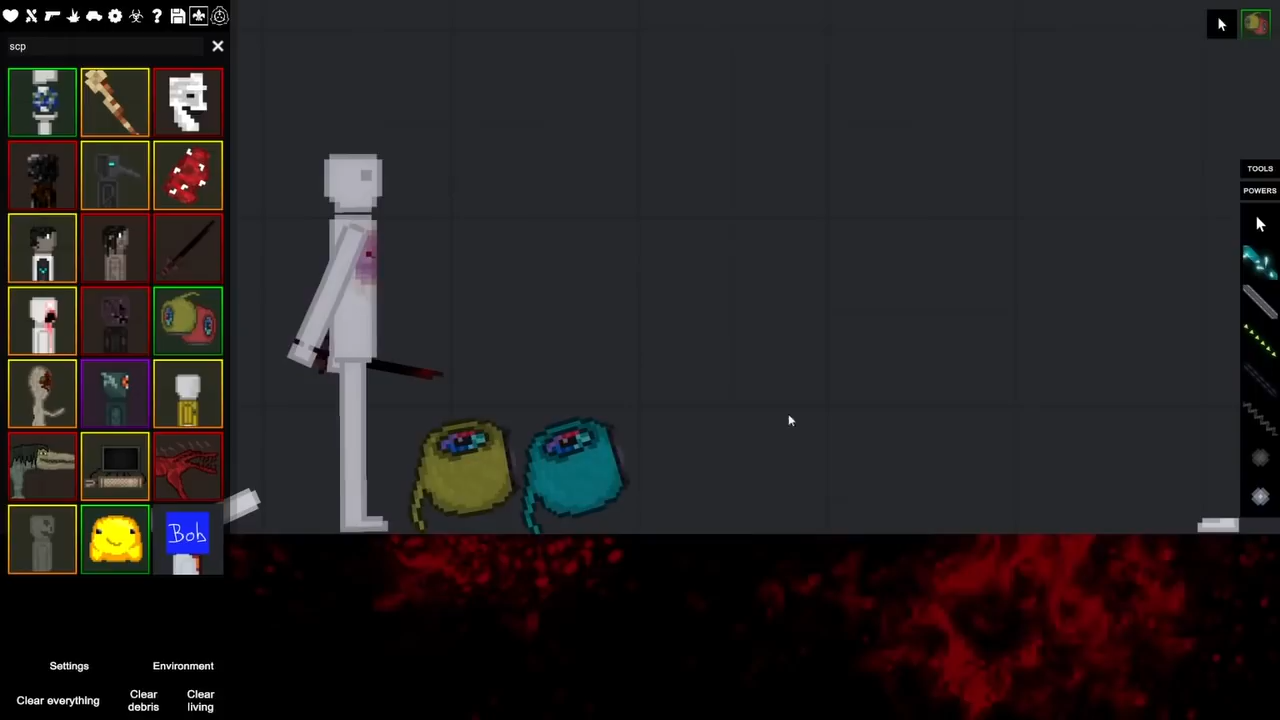 ?
scp
TOOLS
POWERS
Bob
Settings
Environment
Clear everything
Clear
debris
Clear
living